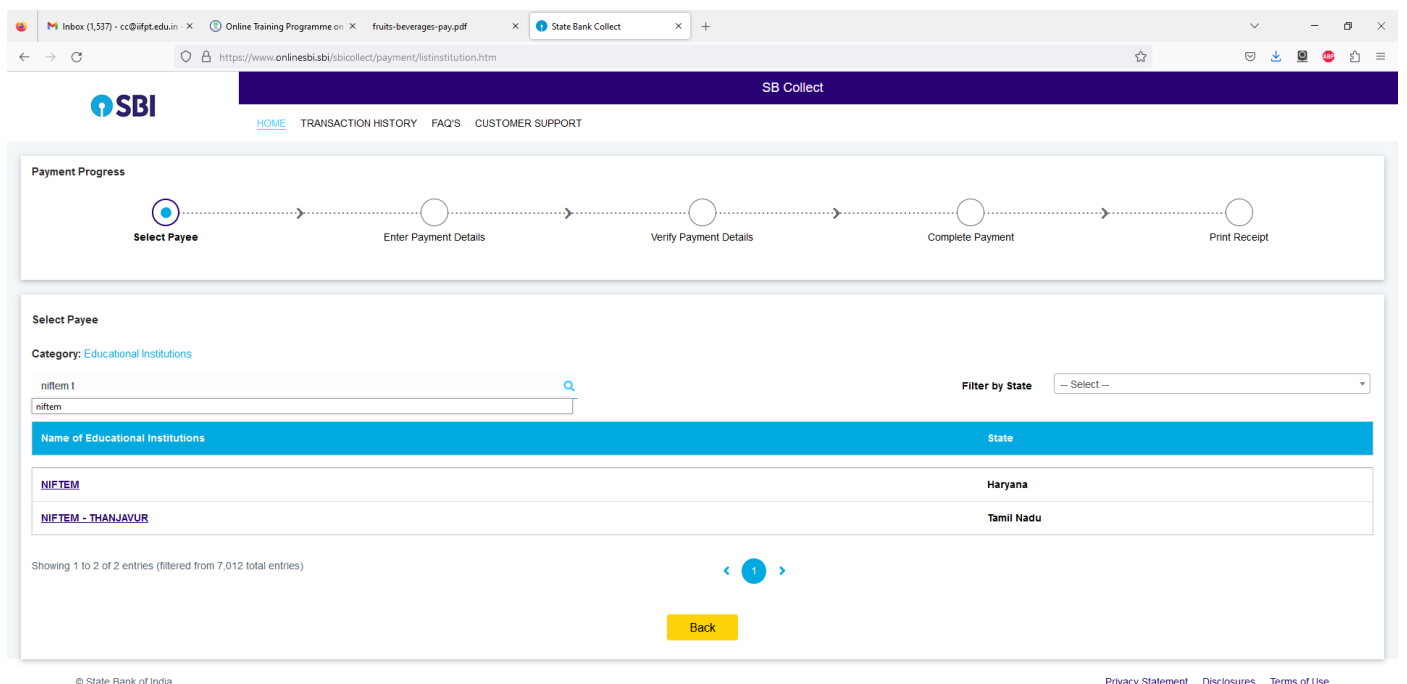 Inbox (1,537) - cc@iifpt.edu.in
Online Training Programme on
fruits-beverages-pay.pdf
State Bank Collect
https://www.onlinesbi.sbi/sbicollect/payment/listinstitution.htm
ABP
SBI
SB Collect
HOME TRANSACTION HISTORY FAQ'S CUSTOMER SUPPORT
Payment Progress
Select Payee Enter Payment Details Verify Payment Details Complete Payment Print Receipt
Select Payee
Category: Educational Institutions
niftem t
Filter by State -- Select --
niftem
Name of Educational Institutions State
NIFTEM Haryana
NIFTEM - THANJAVUR Tamil Nadu
Showing 1 to 2 of 2 entries (filtered from 7,012 total entries)
1
Back
© State Bank of India
Privacy Statement Disclosures Terms of Use